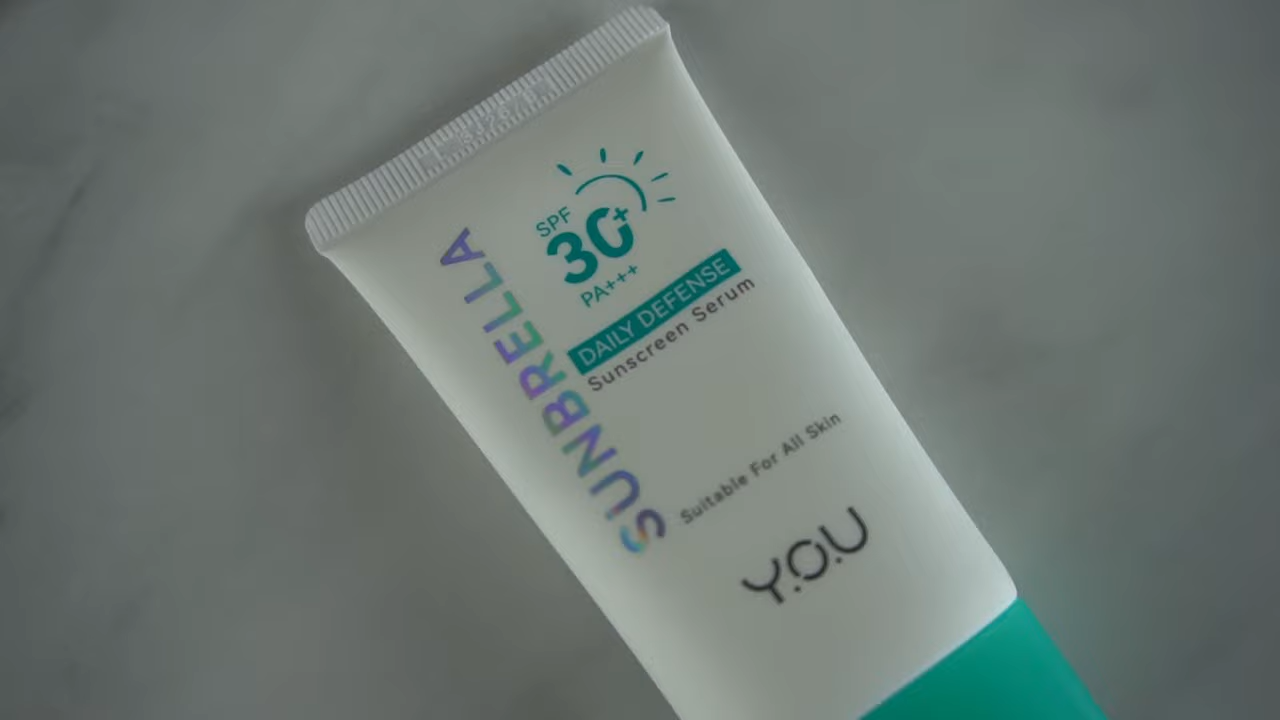 SPF
30+
PA+++
DAILY DEFENSE
Sunscreen Serum
SUNBRELLA
Suitable For All Skin
Y.O.U